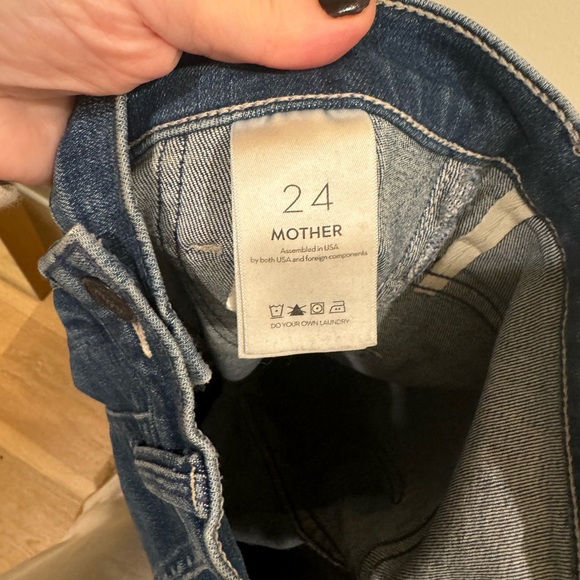 24
MOTHER
Assembled in USA
by both USA and foreign components
DO YOUR OWN LAUNDRY